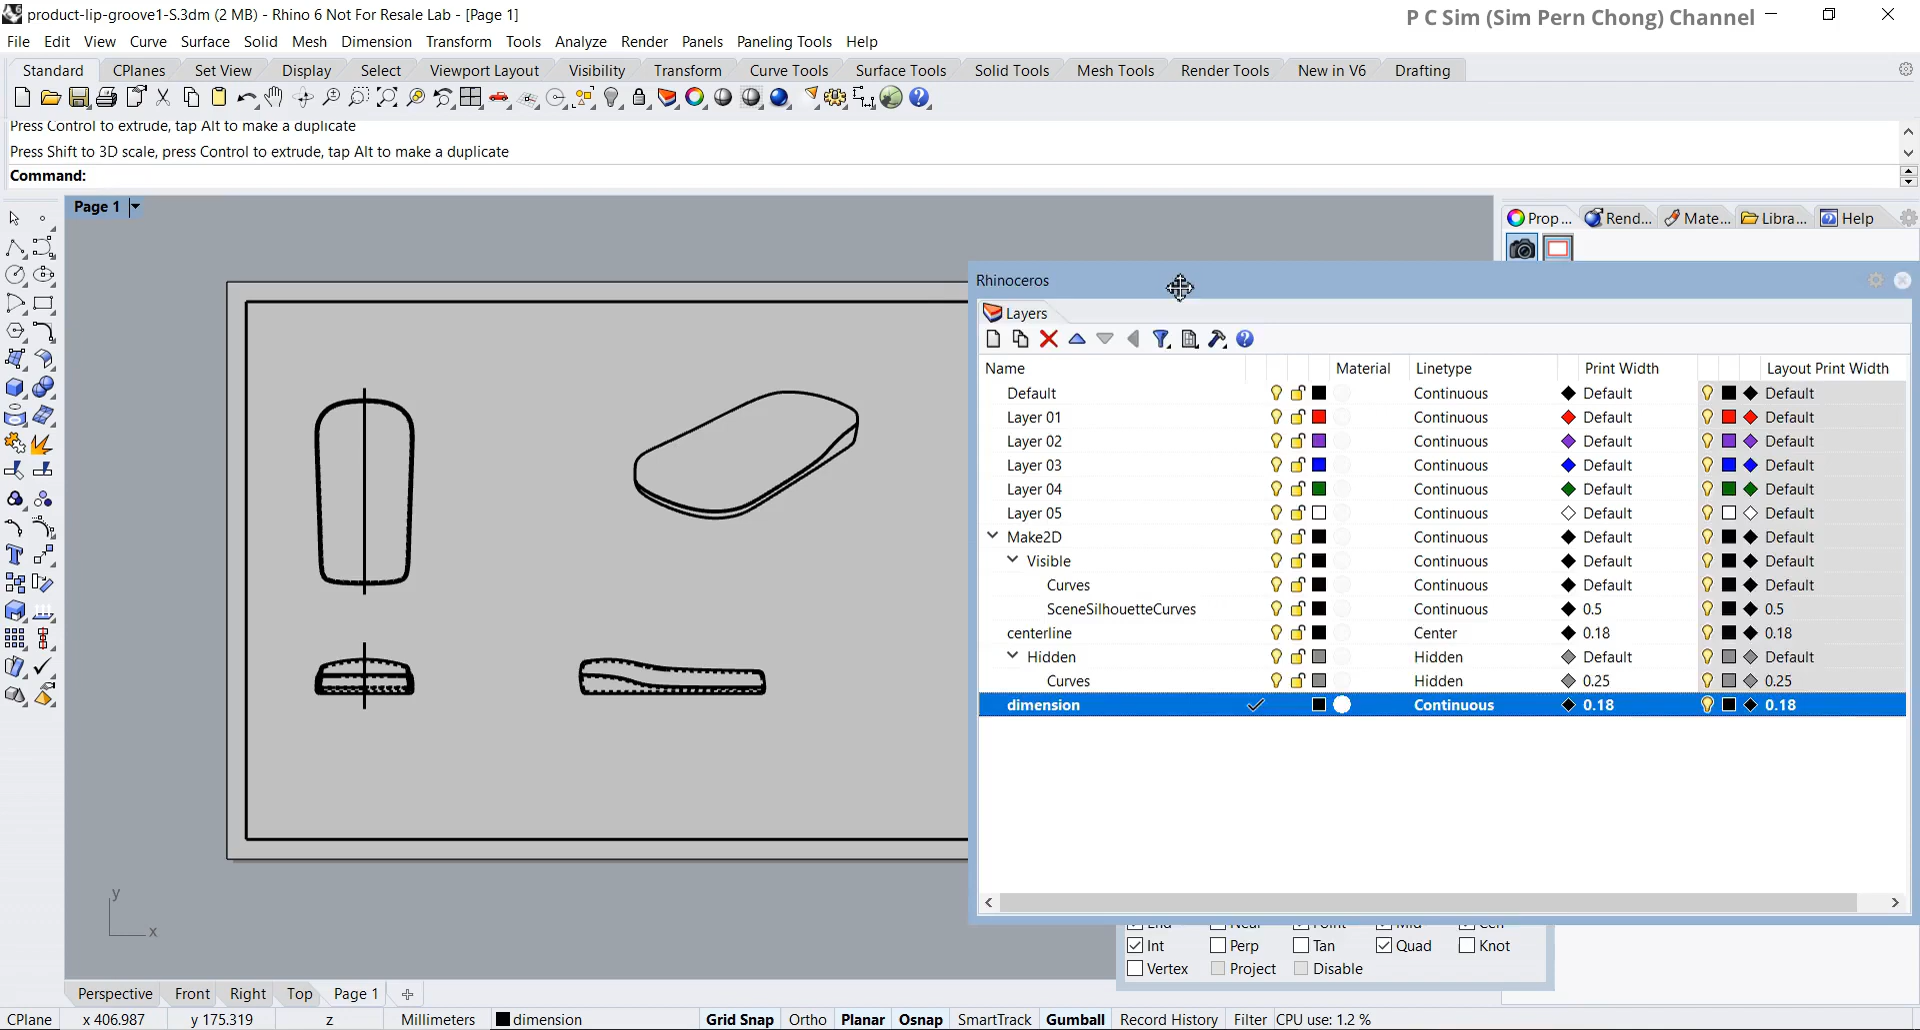 product-lip-groove1-S.3dm (2 MB) - Rhino 6 Not For Resale Lab - [Page 1]
P C Sim (Sim Pern Chong) Channel
File Edit View Curve Surface Solid Mesh Dimension Transform Tools Analyze Render Panels Paneling Tools Help
Standard CPlanes Set View Display Select Viewport Layout Visibility Transform Curve Tools Surface Tools Solid Tools Mesh Tools Render Tools New in V6 Drafting
Press Control to extrude, tap Alt to make a duplicate
Press Shift to 3D scale, press Control to extrude, tap Alt to make a duplicate
Command:
Page 1
Prop... Rend... Mate... Libra... Help
Rhinoceros
Layers
Name Material Linetype Print Width Layout Print Width
Default Continuous Default Default
Layer 01 Continuous Default Default
Layer 02 Continuous Default Default
Layer 03 Continuous Default Default
Layer 04 Continuous Default Default
Layer 05 Continuous Default Default
Make2D Continuous Default Default
Visible Continuous Default Default
Curves Continuous Default Default
SceneSilhouetteCurves Continuous 0.5 0.5
centerline Center 0.18 0.18
Hidden Hidden Default Default
Curves Hidden 0.25 0.25
dimension Continuous 0.18 0.18
y
x
End Near Point Mid Cen
Int Perp Tan Quad Knot
Vertex Project Disable
Perspective Front Right Top Page 1
CPlane x 406.987 y 175.319 z Millimeters dimension Grid Snap Ortho Planar Osnap SmartTrack Gumball Record History Filter CPU use: 1.2 %